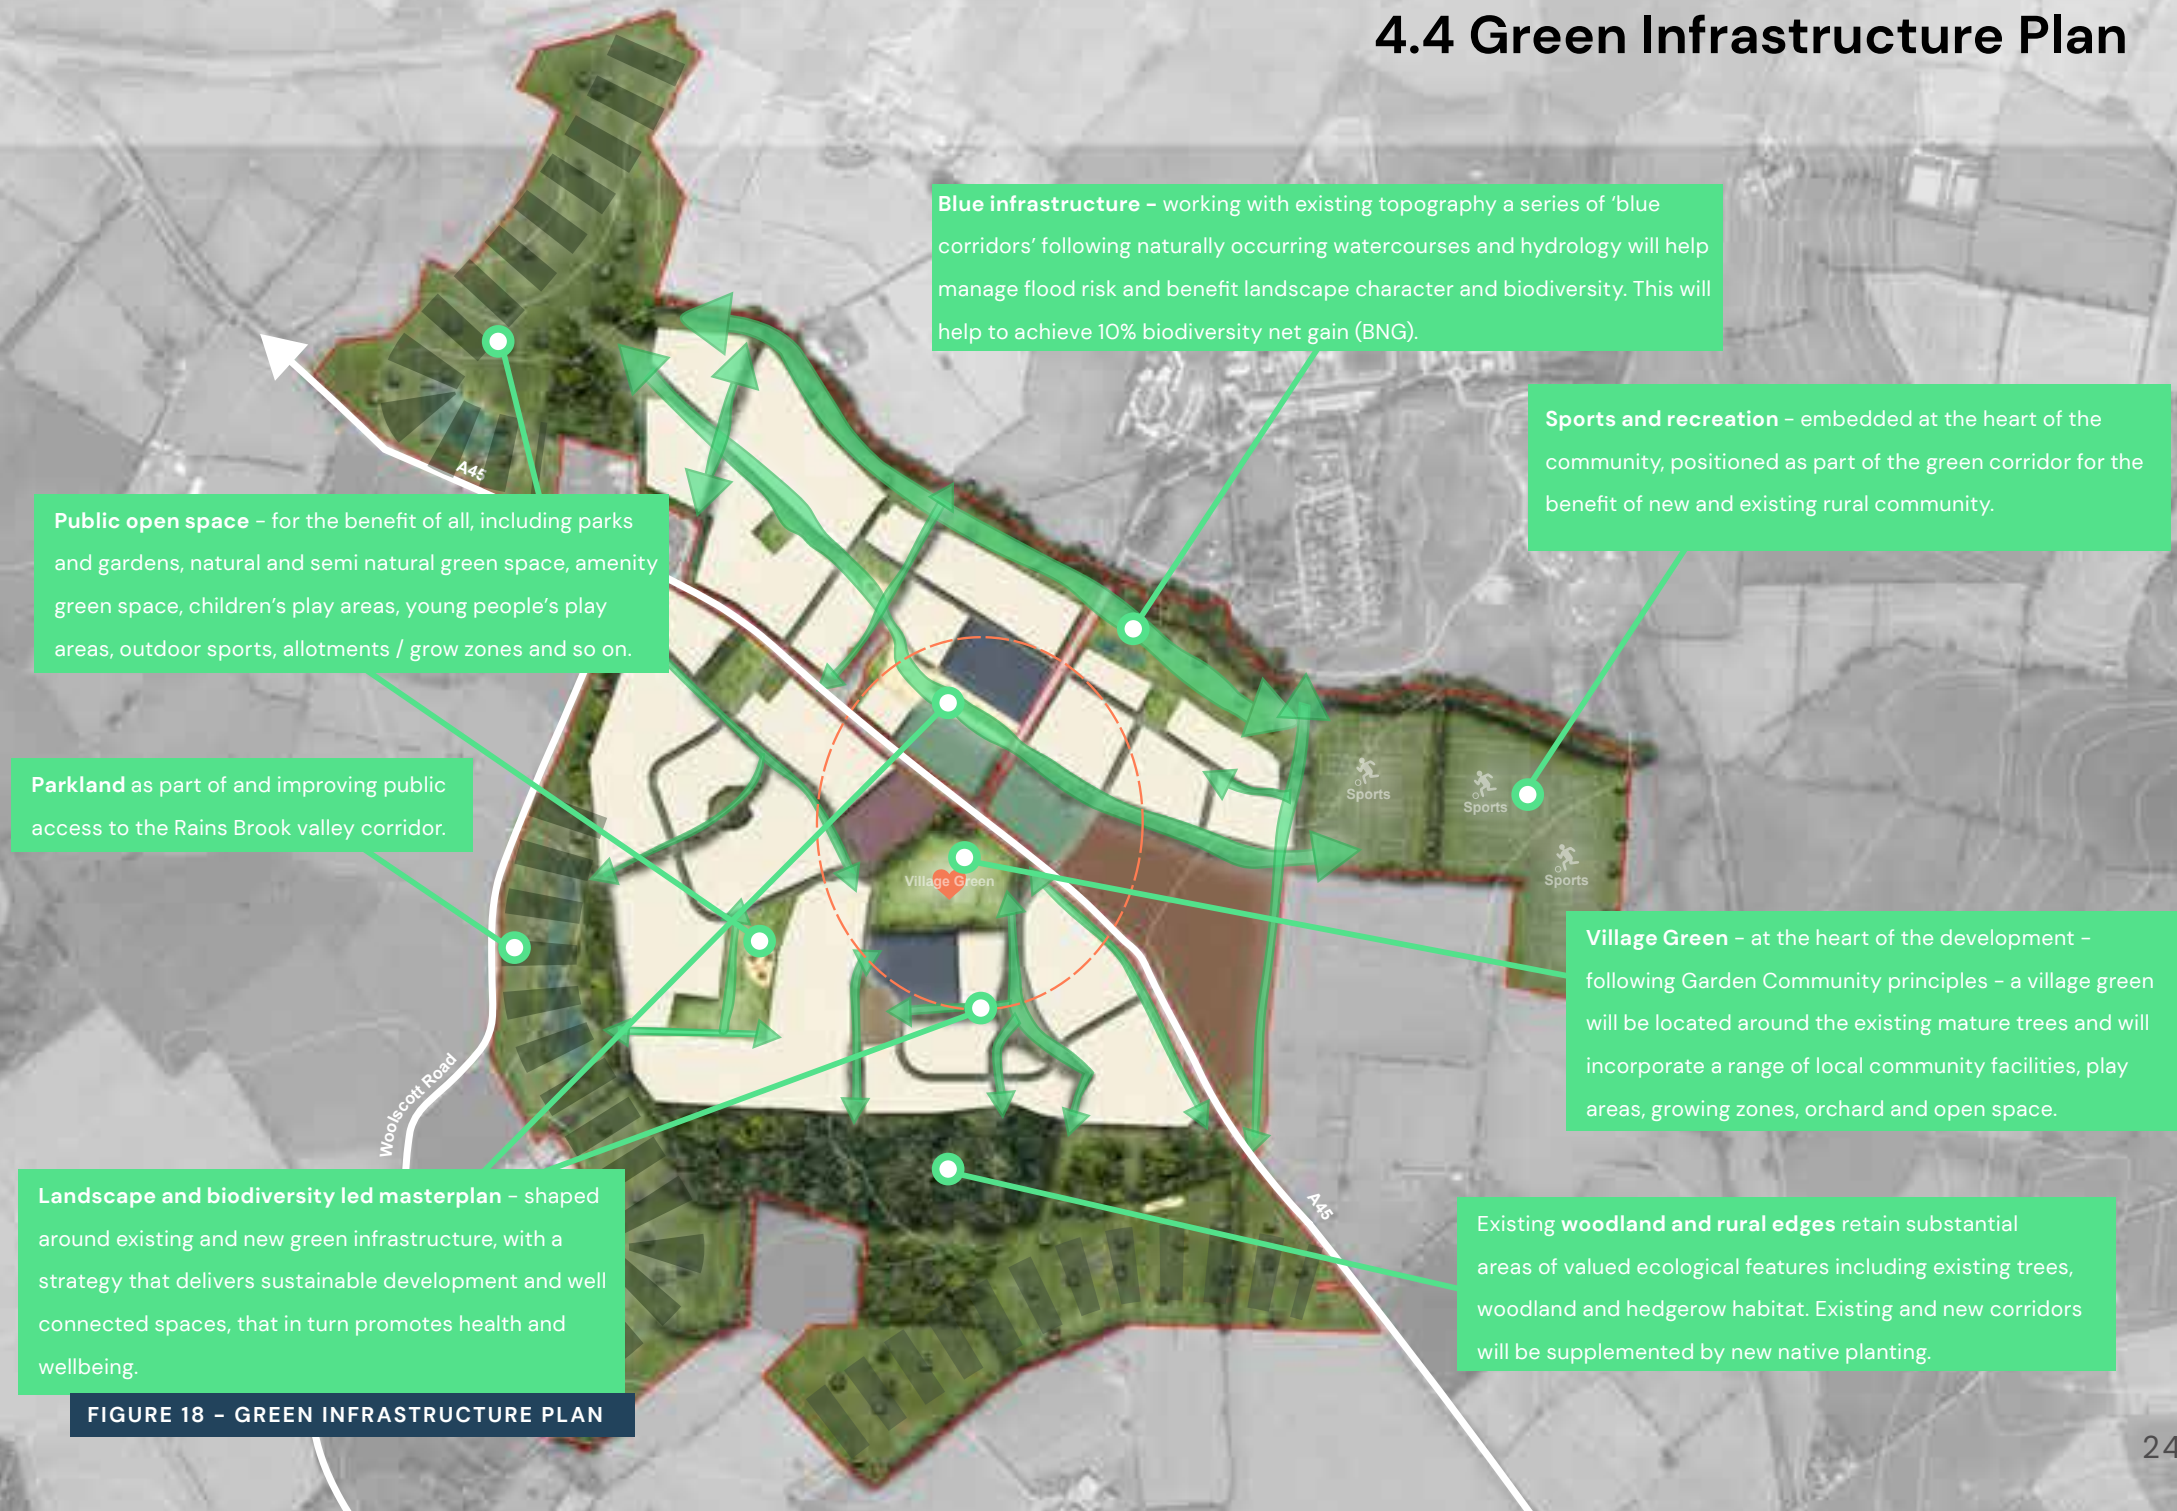 4.4 Green Infrastructure Plan
Blue infrastructure - working with existing topography a series of ‘blue
corridors’ following naturally occurring watercourses and hydrology will help
manage flood risk and benefit landscape character and biodiversity. This will
help to achieve 10% biodiversity net gain (BNG).
Sports and recreation - embedded at the heart of the
community, positioned as part of the green corridor for the
benefit of new and existing rural community.
A45
Public open space - for the benefit of all, including parks
and gardens, natural and semi natural green space, amenity
green space, children’s play areas, young people’s play
areas, outdoor sports, allotments / grow zones and so on.
Parkland as part of and improving public
access to the Rains Brook valley corridor.
Sports
Sports
Sports
Village Green
Village Green - at the heart of the development -
following Garden Community principles - a village green
will be located around the existing mature trees and will
incorporate a range of local community facilities, play
areas, growing zones, orchard and open space.
Woolscott Road
A45
Landscape and biodiversity led masterplan - shaped
around existing and new green infrastructure, with a
strategy that delivers sustainable development and well
connected spaces, that in turn promotes health and
wellbeing.
Existing woodland and rural edges retain substantial
areas of valued ecological features including existing trees,
woodland and hedgerow habitat. Existing and new corridors
will be supplemented by new native planting.
FIGURE 18 - GREEN INFRASTRUCTURE PLAN
24